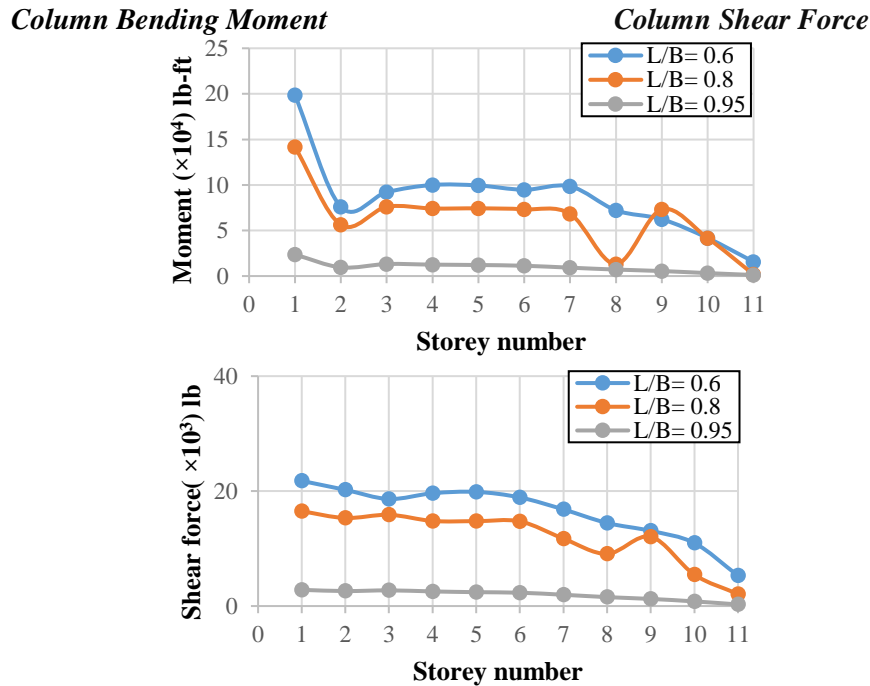 Column Bending Moment
Column Shear Force
25
20
15
10
5
0
Moment (×10⁴) lb-ft
L/B= 0.6
L/B= 0.8
L/B= 0.95
0 1 2 3 4 5 6 7 8 9 10 11
Storey number
40
20
0
Shear force( ×10³) lb
L/B= 0.6
L/B= 0.8
L/B= 0.95
0 1 2 3 4 5 6 7 8 9 10 11
Storey number